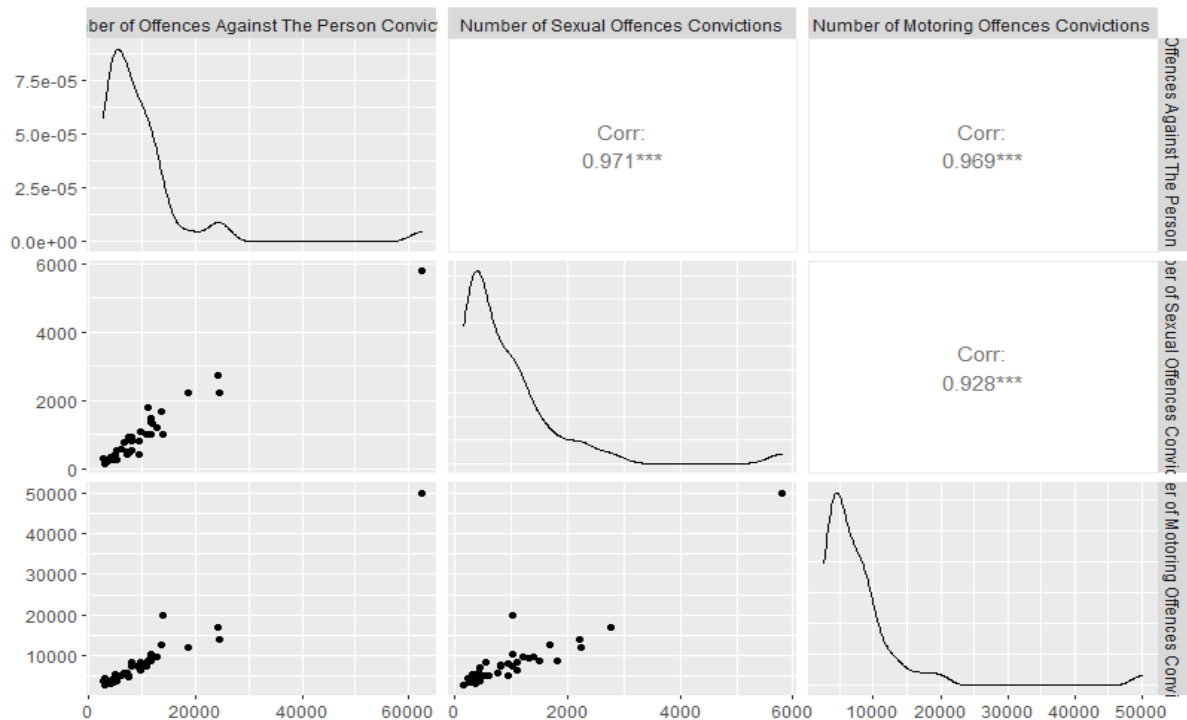 ber of Offences Against The Person Convic
Number of Sexual Offences Convictions
Number of Motoring Offences Convictions
7.5e-05
5.0e-05
2.5e-05
0.0e+00
Corr:
0.971***
Corr:
0.969***
Offences Against The Person
6000
4000
2000
0
Corr:
0.928***
ber of Sexual Offences Convic
50000
40000
30000
20000
10000
er of Motoring Offences Convi
0
20000
40000
60000
0
2000
4000
6000
10000
20000
30000
40000
50000